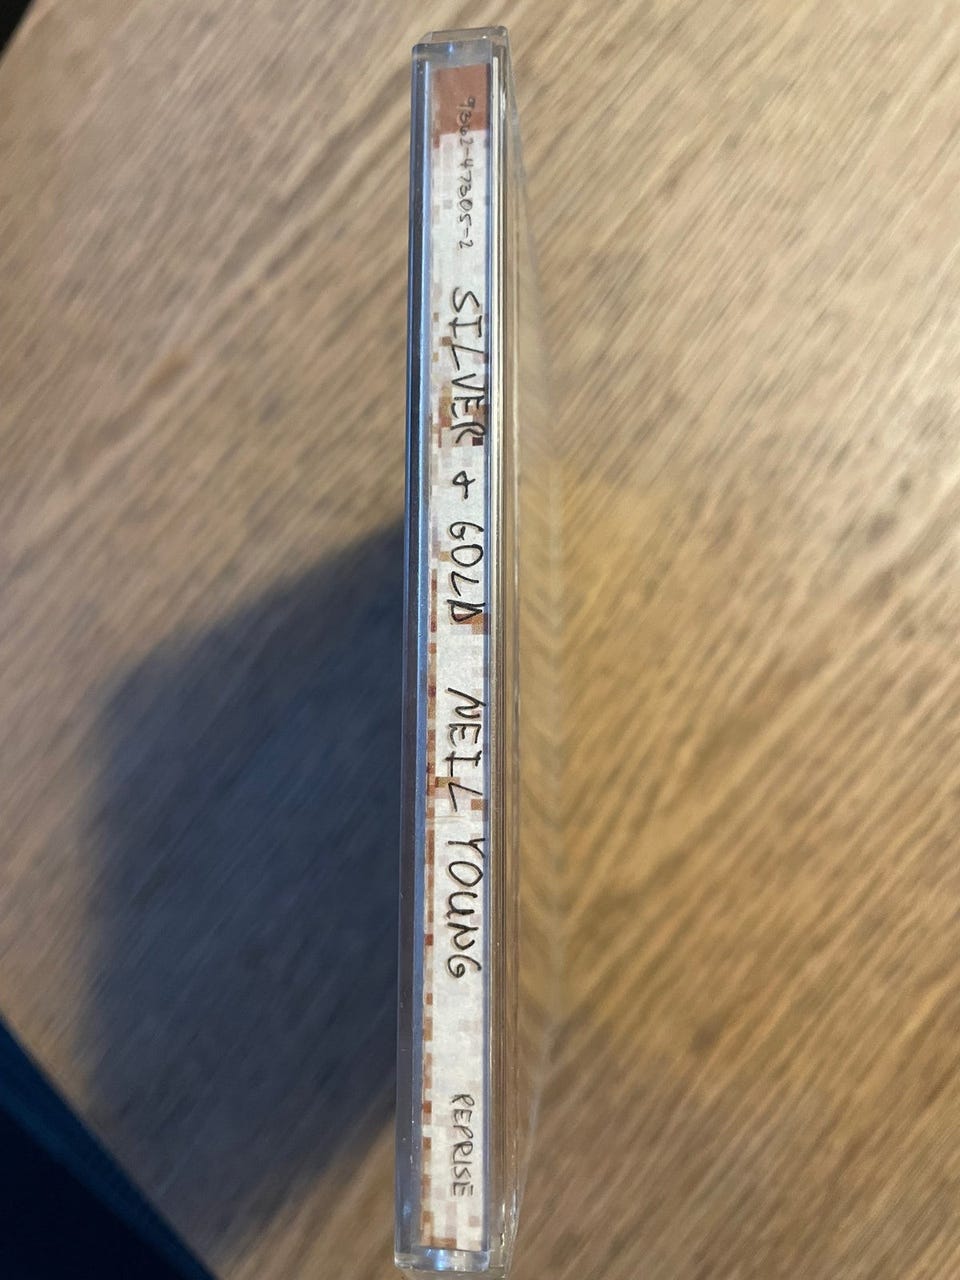 9362-47305-2 SILVER & GOLD NEIL YOUNG REPRISE